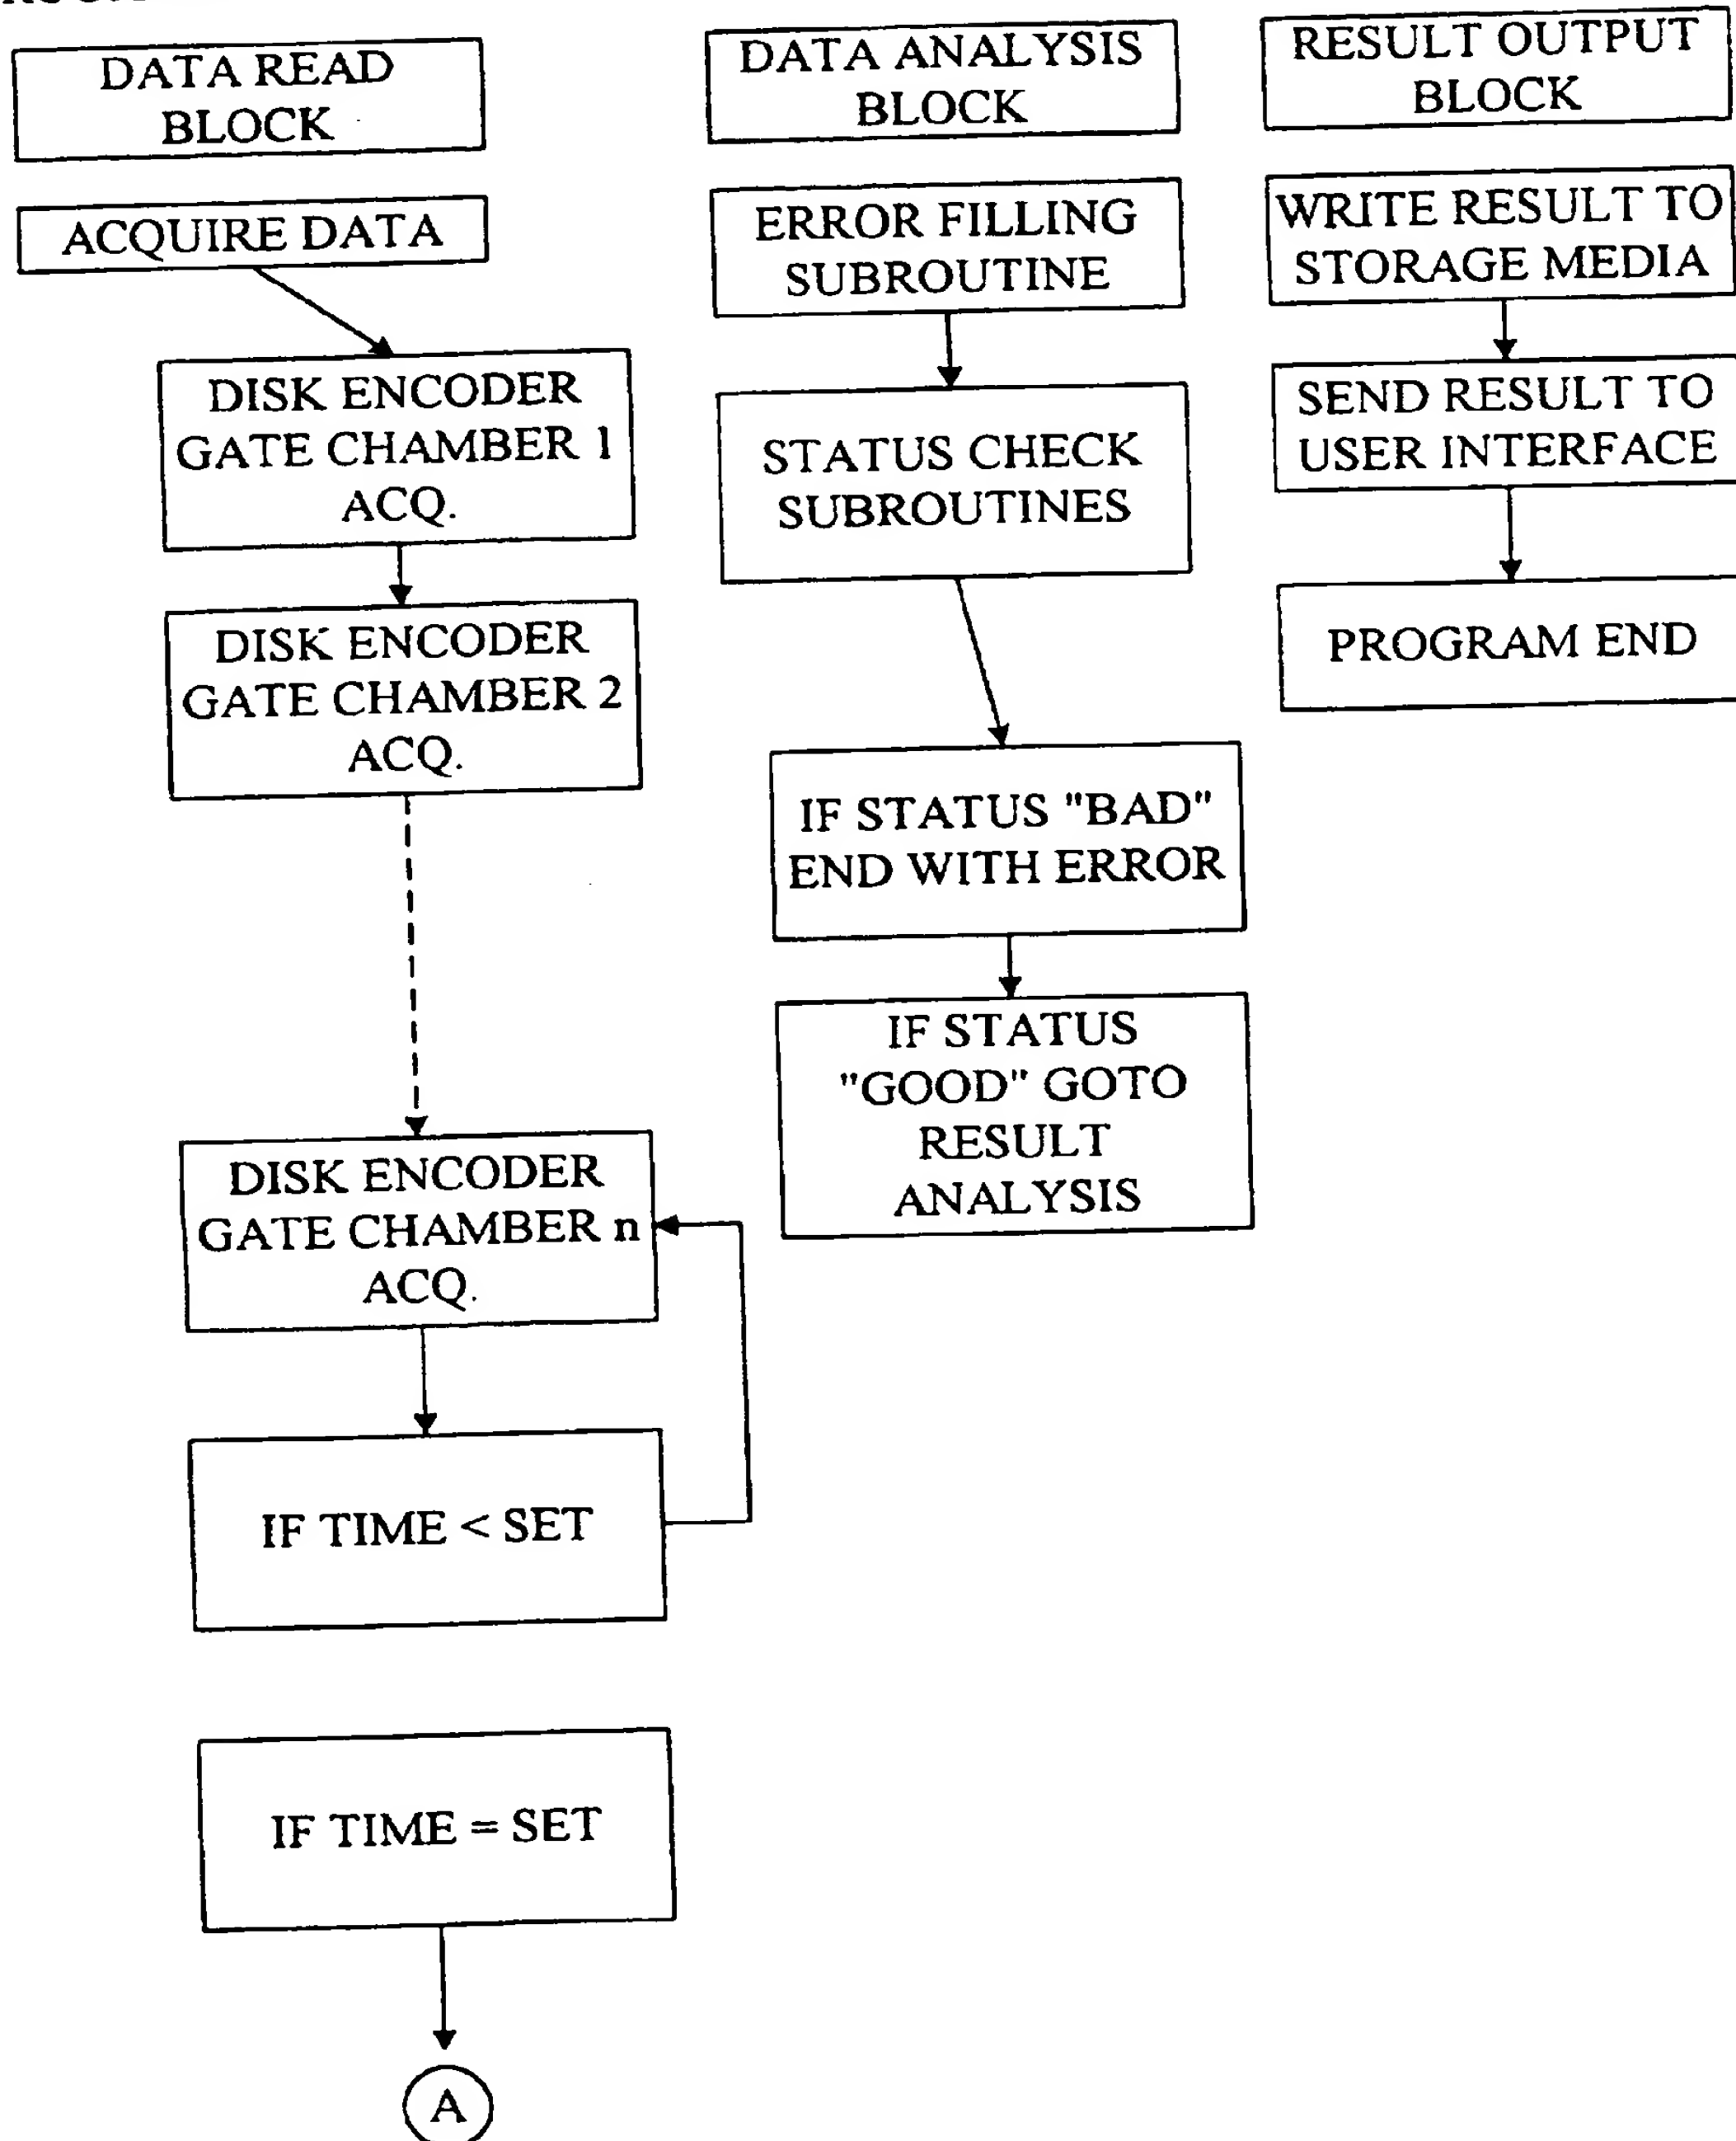 DATA READ
BLOCK
ACQUIRE DATA
DISK ENCODER
GATE CHAMBER 1
ACQ.
DISK ENCODER
GATE CHAMBER 2
ACQ.
DISK ENCODER
GATE CHAMBER n
ACQ.
IF TIME < SET
IF TIME = SET
A
DATA ANALYSIS
BLOCK
ERROR FILLING
SUBROUTINE
STATUS CHECK
SUBROUTINES
IF STATUS "BAD"
END WITH ERROR
IF STATUS
"GOOD" GOTO
RESULT
ANALYSIS
RESULT OUTPUT
BLOCK
WRITE RESULT TO
STORAGE MEDIA
SEND RESULT TO
USER INTERFACE
PROGRAM END